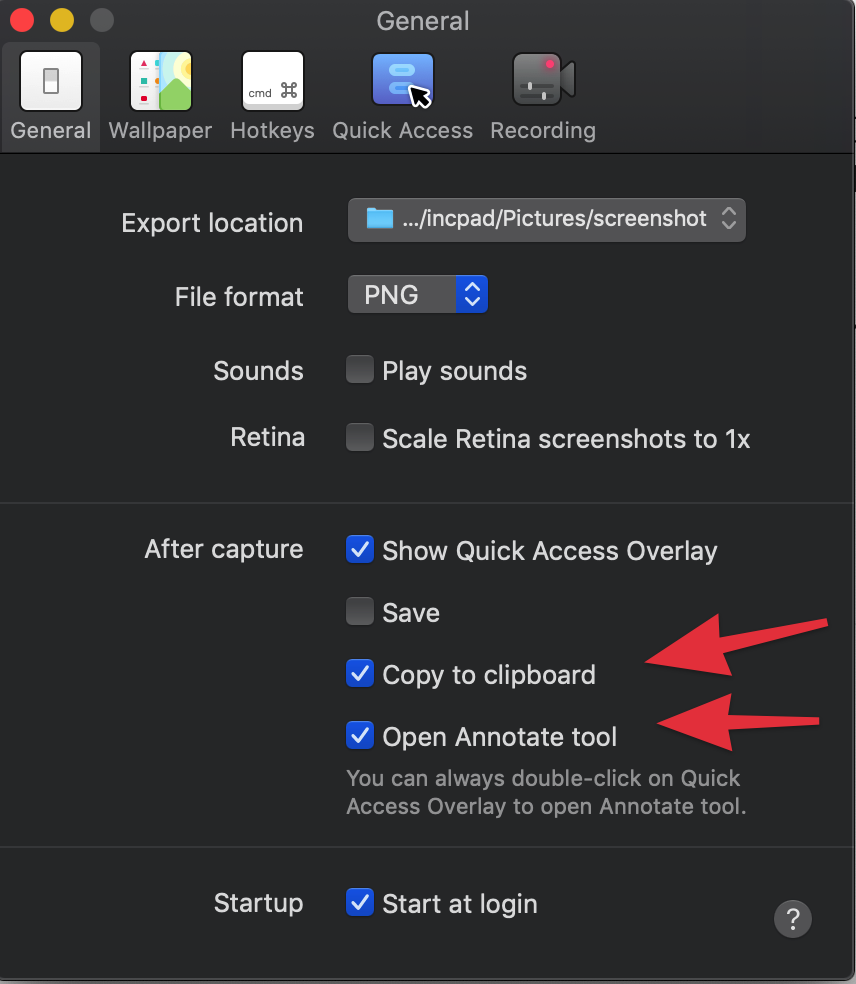 General
General
Wallpaper
cmd ⌘
Hotkeys
Quick Access
Recording
Export location
.../incpad/Pictures/screenshot
File format
PNG
Sounds
Play sounds
Retina
Scale Retina screenshots to 1x
After capture
Show Quick Access Overlay
Save
Copy to clipboard
Open Annotate tool
You can always double-click on Quick
Access Overlay to open Annotate tool.
Startup
Start at login
?